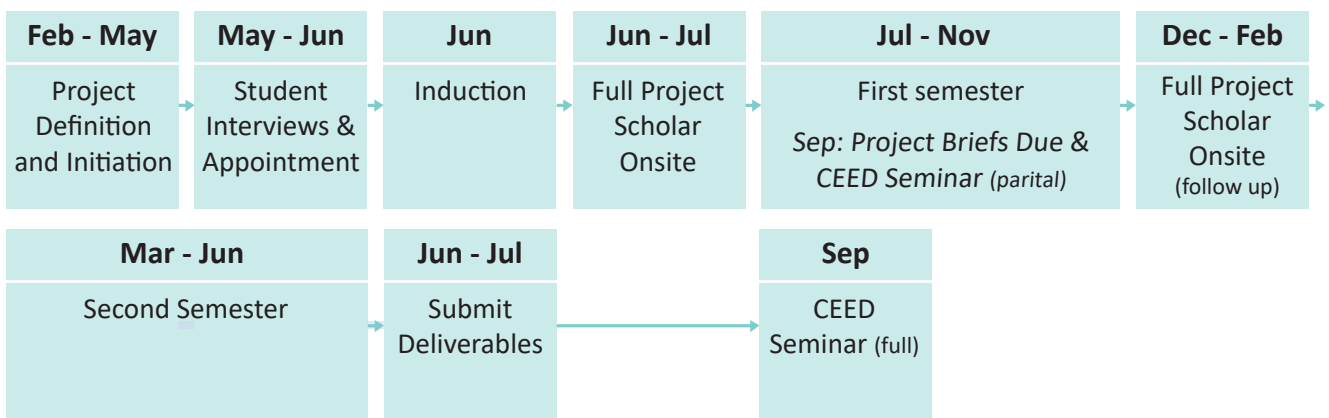 Feb - May
Project
Definition
and Initiation
May - Jun
Student
Interviews &
Appointment
Jun
Induction
Jun - Jul
Full Project
Scholar
Onsite
Jul - Nov
First semester
Sep: Project Briefs Due &
CEED Seminar (parital)
Dec - Feb
Full Project
Scholar
Onsite
(follow up)
Mar - Jun
Second Semester
Jun - Jul
Submit
Deliverables
Sep
CEED
Seminar (full)